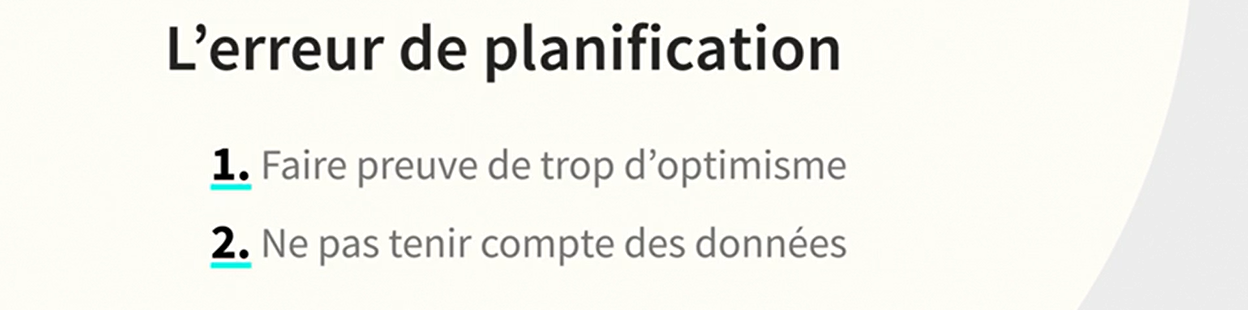 L’erreur de planification
1. Faire preuve de trop d’optimisme
2. Ne pas tenir compte des données